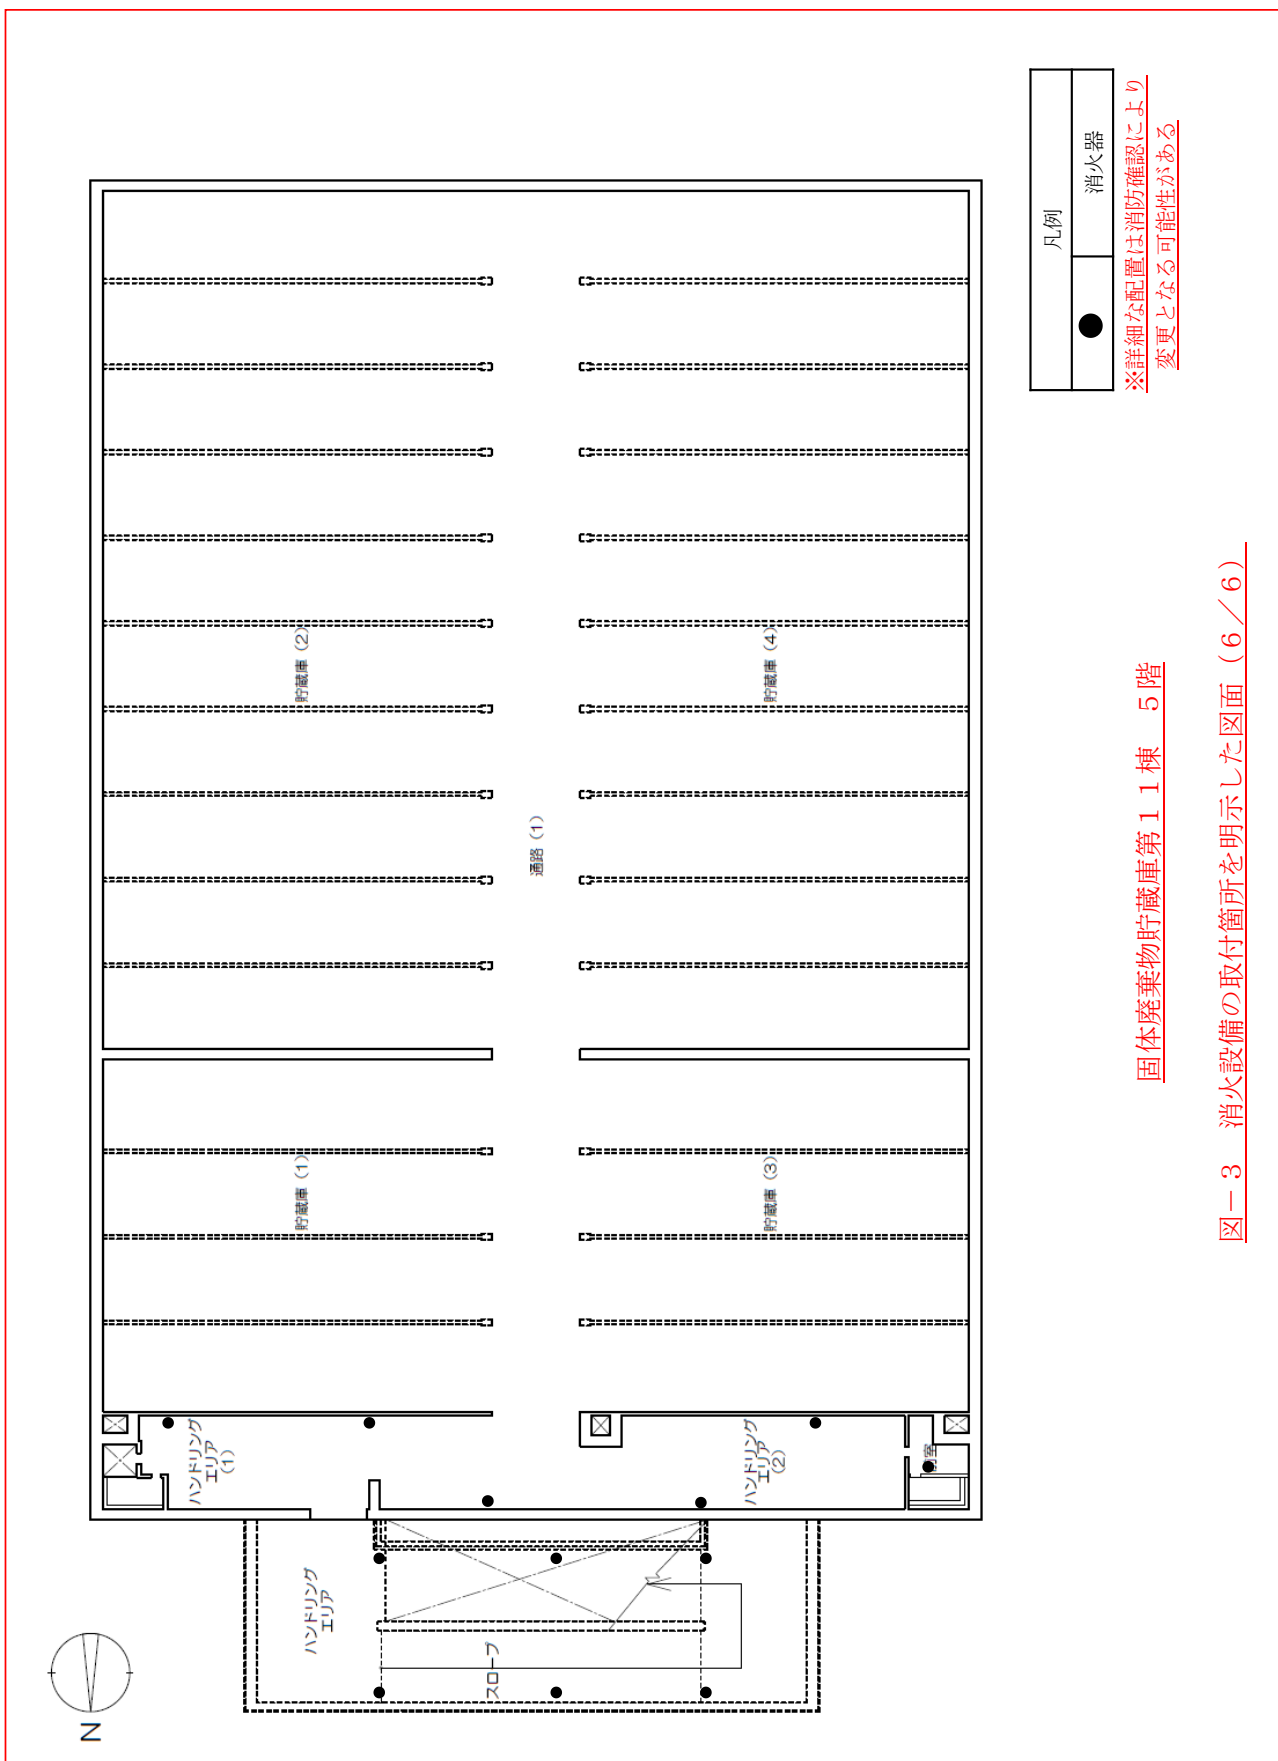 凡例
消火器
※詳細な配置は消防確認により
変更となる可能性がある
貯蔵庫（2）
貯蔵庫（4）
通路（1）
貯蔵庫（1）
貯蔵庫（3）
ハンドリング
エリア
（1）
ハンドリング
エリア
（2）
ハンドリング
エリア
スロープ
N
固体廃棄物貯蔵庫第１１棟　５階
図－３　消火設備の取付箇所を明示した図面（６／６）